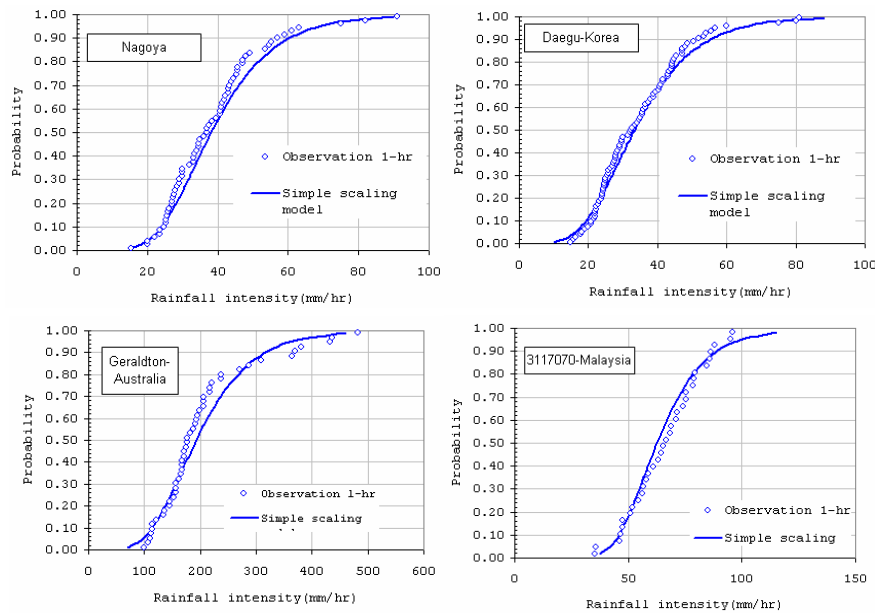 Nagoya
Probability
1.00
0.90
0.80
0.70
0.60
0.50
0.40
0.30
0.20
0.10
0.00
Observation 1-hr
Simple scaling
model
0 20 40 60 80 100
Rainfall intensity(mm/hr)
Daegu-Korea
Probability
1.00
0.90
0.80
0.70
0.60
0.50
0.40
0.30
0.20
0.10
0.00
Observation 1-hr
Simple scaling
model
0 20 40 60 80 100
Rainfall intensity(mm/hr)
Geraldton-
Australia
Probability
1.00
0.90
0.80
0.70
0.60
0.50
0.40
0.30
0.20
0.10
0.00
Observation 1-hr
Simple scaling
0 100 200 300 400 500 600
Rainfall intensity(mm/hr)
3117070-Malaysia
Probability
1.00
0.90
0.80
0.70
0.60
0.50
0.40
0.30
0.20
0.10
0.00
Observation 1-hr
Simple scaling
0 50 100 150
Rainfall intensity(mm/hr)